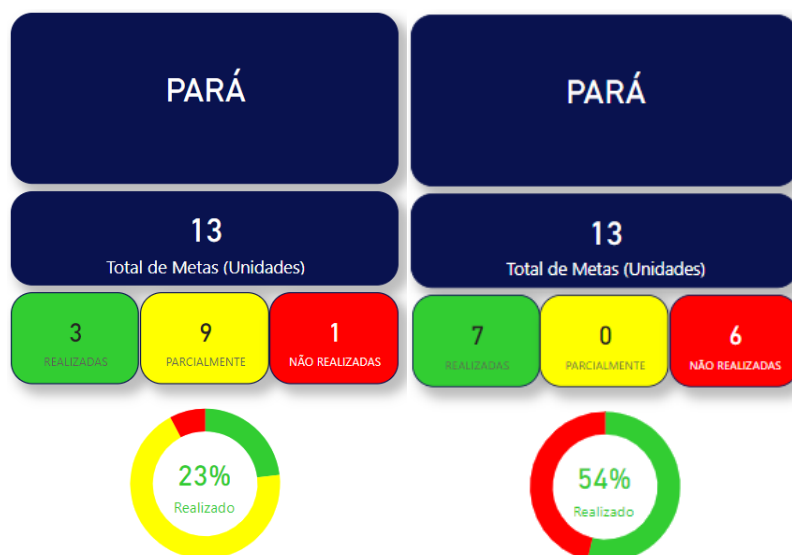 PARÁ
13
Total de Metas (Unidades)
3
REALIZADAS
9
PARCIALMENTE
1
NÃO REALIZADAS
23%
Realizado
PARÁ
13
Total de Metas (Unidades)
7
REALIZADAS
0
PARCIALMENTE
6
NÃO REALIZADAS
54%
Realizado